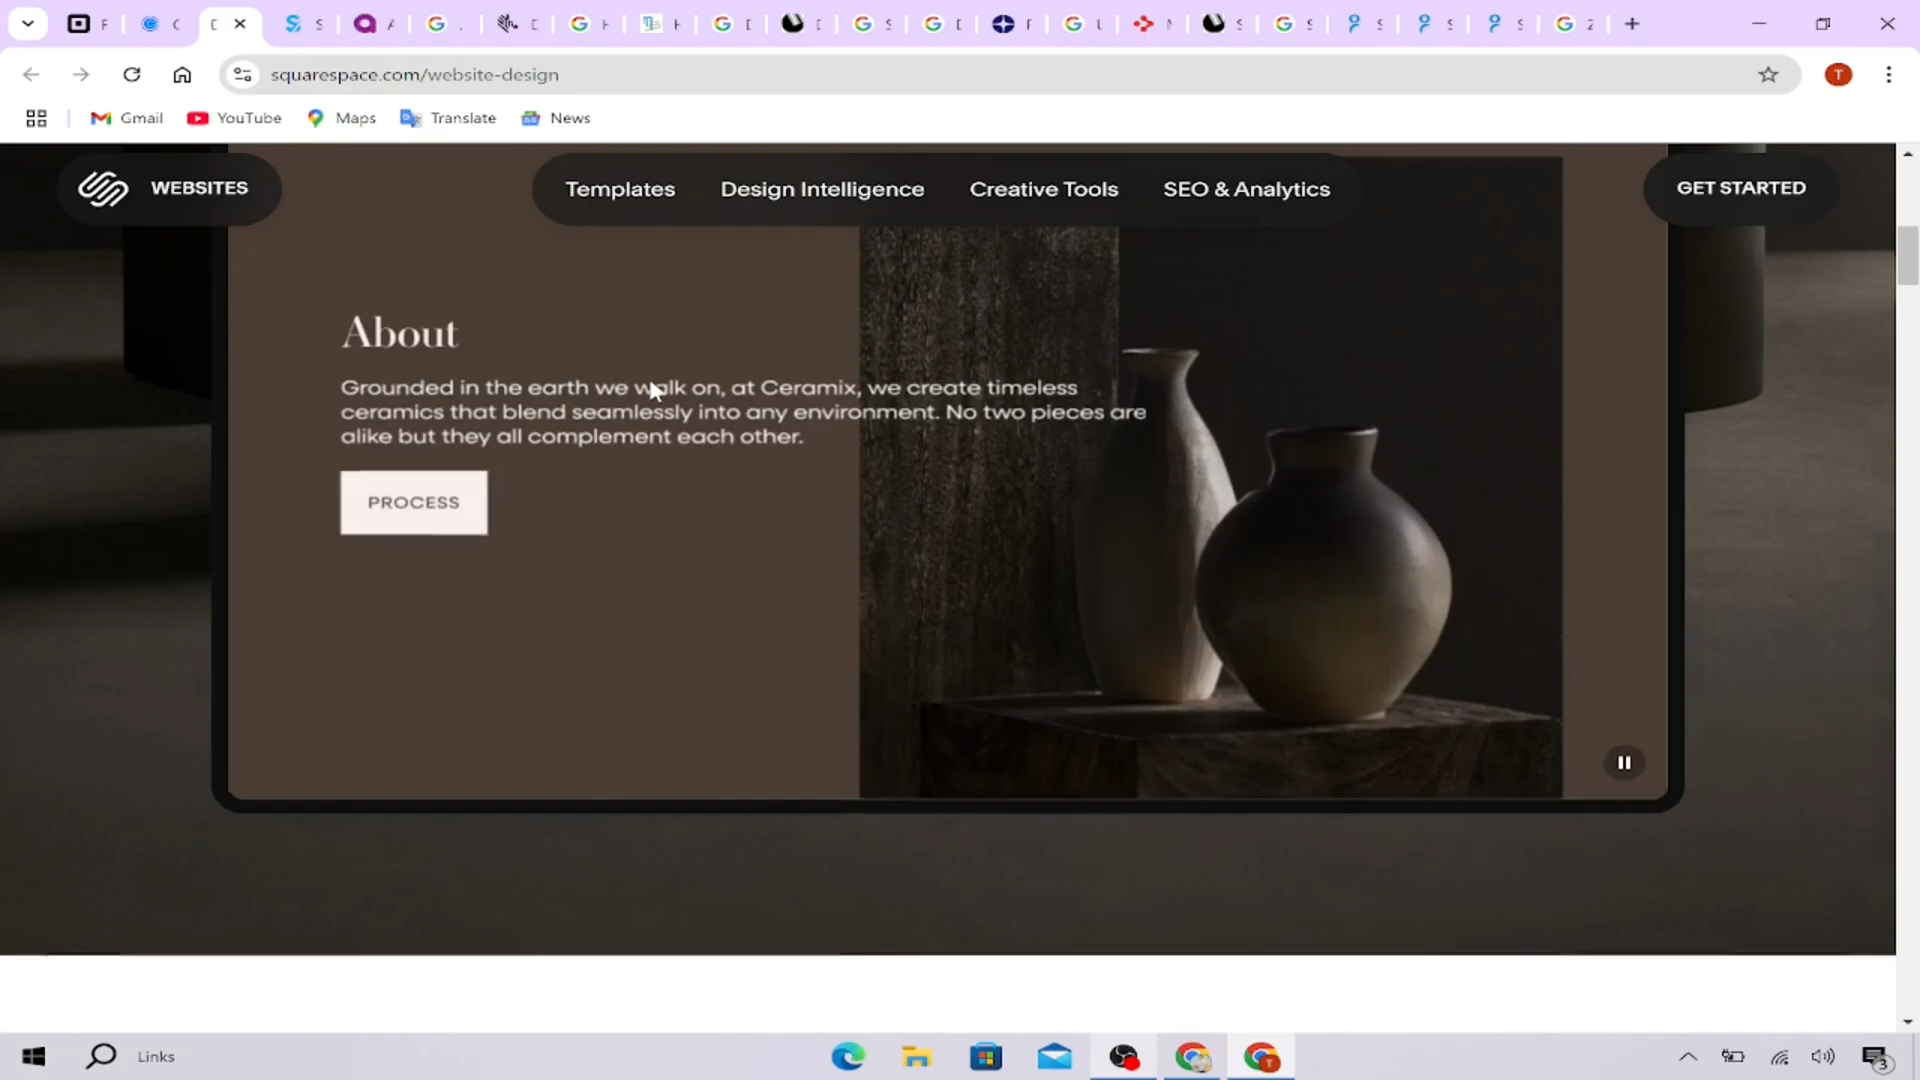 squarespace.com/website-design
T
Gmail
YouTube
Maps
Translate
News
WEBSITES
Templates
Design Intelligence
Creative Tools
SEO & Analytics
GET STARTED
About
Grounded in the earth we walk on, at Ceramix, we create timeless
ceramics that blend seamlessly into any environment. No two pieces are
alike but they all complement each other.
PROCESS
Links
3